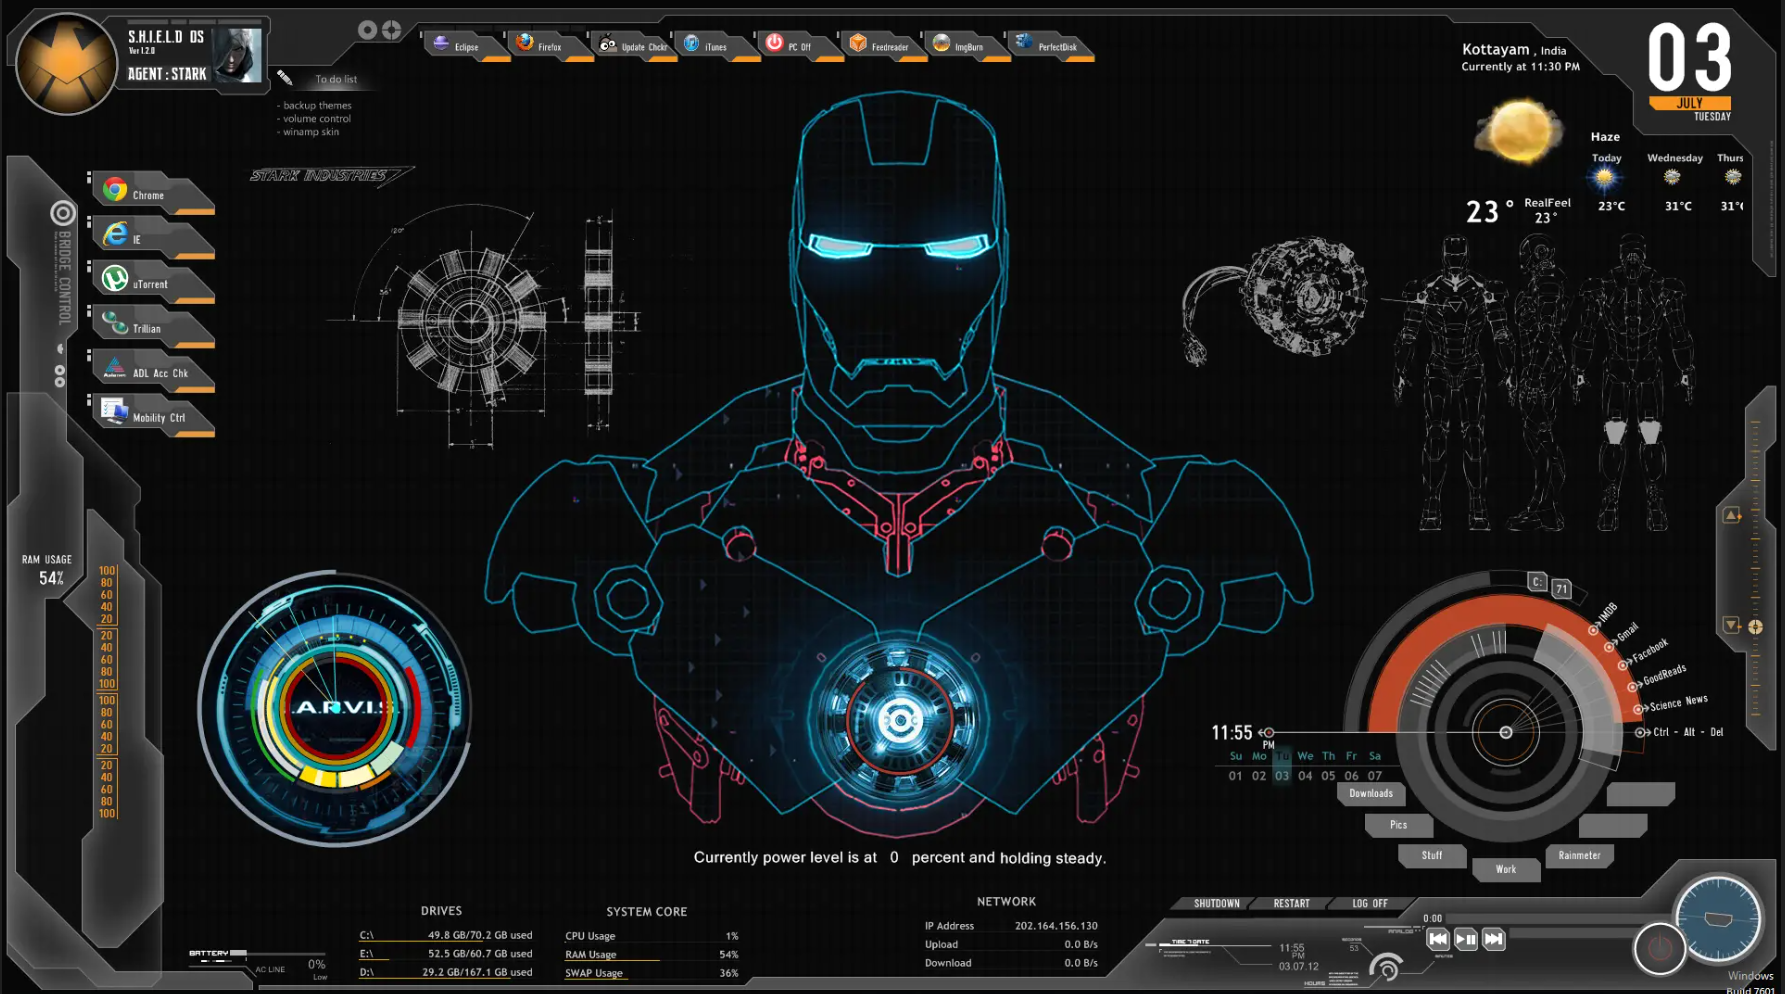 S.H.I.E.L.D OS
Ver 1.2.0
AGENT : STARK
To do list
- backup themes
- volume control
- winamp skin
Eclipse
Firefox
Update Chckr
iTunes
PC Off
Feedreader
ImgBurn
PerfectDisk
Kottayam , India
Currently at 11:30 PM
03
JULY
TUESDAY
Haze
Today
Wednesday
Thurs
23°
RealFeel
23°
23°C
31°C
31°C
STARK INDUSTRIES
Chrome
IE
uTorrent
Trillian
ADL Acc Chk
Mobility Ctrl
BRIDGE CONTROL
RAM USAGE
54%
100
80
60
40
20
20
40
60
80
100
100
80
60
40
20
20
40
60
80
100
.A.R.V.I.S
C:
71
IMDB
Gmail
Facebook
GoodReads
Science News
Ctrl - Alt - Del
11:55
PM
Su Mo Tu We Th Fr Sa
01 02 03 04 05 06 07
Downloads
Pics
Stuff
Work
Rainmeter
Currently power level is at 0 percent and holding steady.
DRIVES
C:\ 49.8 GB/70.2 GB used
E:\ 52.5 GB/60.7 GB used
D:\ 29.2 GB/167.1 GB used
SYSTEM CORE
CPU Usage 1%
RAM Usage 54%
SWAP Usage 36%
NETWORK
IP Address 202.164.156.130
Upload 0.0 B/s
Download 0.0 B/s
BATTERY
AC LINE
0%
Low
SHUTDOWN
RESTART
LOG OFF
0:00
ANALOG
11:55
PM
03.07.12
53
HOURS
Windows
Build 7601